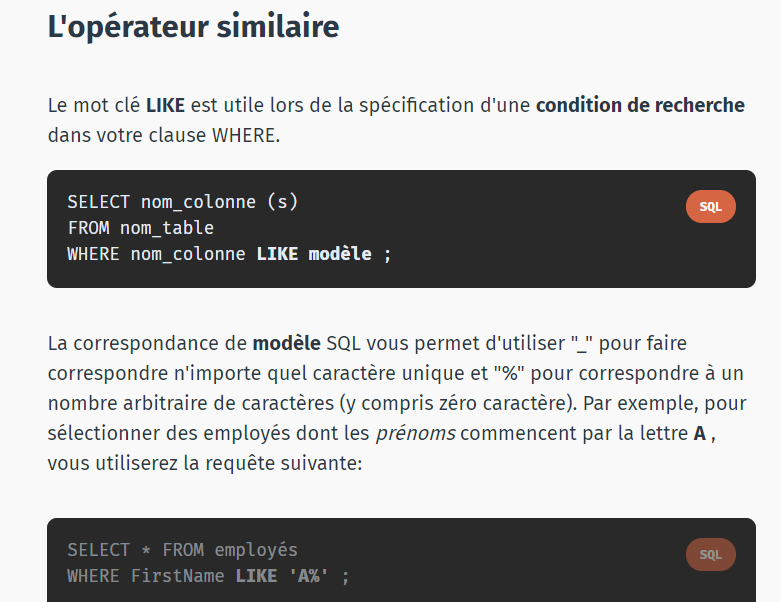 L'opérateur similaire
Le mot clé LIKE est utile lors de la spécification d'une condition de recherche
dans votre clause WHERE.
SELECT nom_colonne (s)
SQL
FROM nom_table
WHERE nom_colonne LIKE modèle ;
La correspondance de modèle SQL vous permet d'utiliser "_" pour faire
correspondre n'importe quel caractère unique et "%" pour correspondre à un
nombre arbitraire de caractères (y compris zéro caractère). Par exemple, pour
sélectionner des employés dont les prénoms commencent par la lettre A ,
vous utiliserez la requête suivante:
SELECT * FROM employés
SQL
WHERE FirstName LIKE 'A%' ;